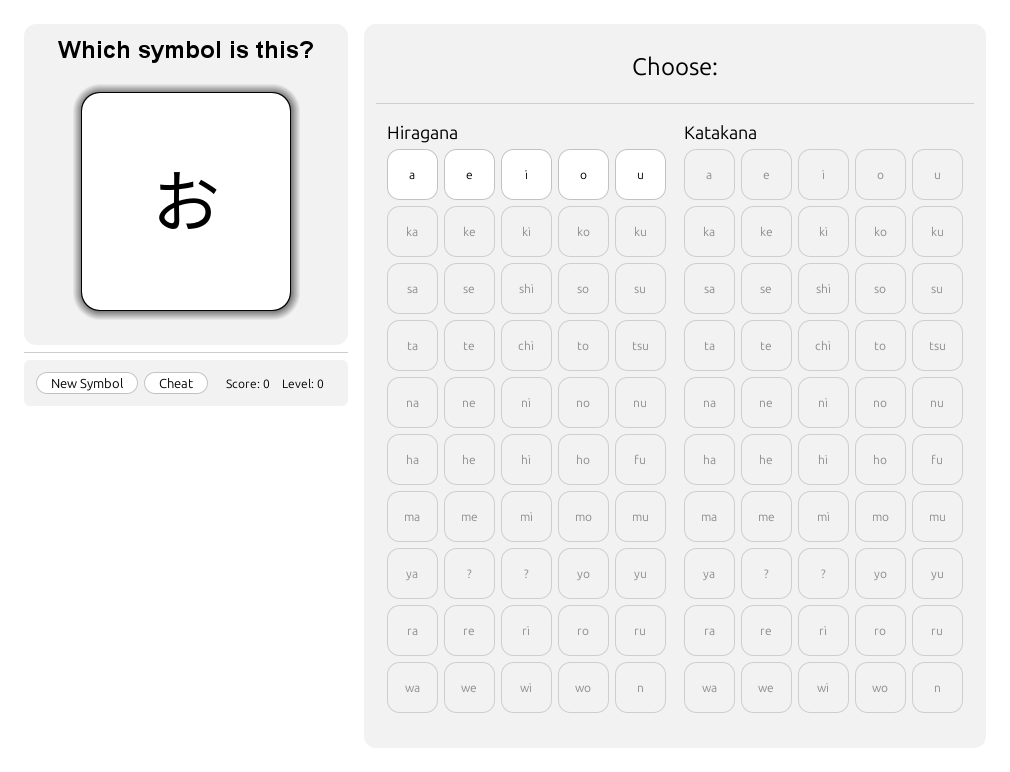 Which symbol is this?
お
New Symbol Cheat Score: 0 Level: 0
Choose:
Hiragana
a e i o u
ka ke ki ko ku
sa se shi so su
ta te chi to tsu
na ne ni no nu
ha he hi ho fu
ma me mi mo mu
ya ? ? yo yu
ra re ri ro ru
wa we wi wo n
Katakana
a e i o u
ka ke ki ko ku
sa se shi so su
ta te chi to tsu
na ne ni no nu
ha he hi ho fu
ma me mi mo mu
ya ? ? yo yu
ra re ri ro ru
wa we wi wo n